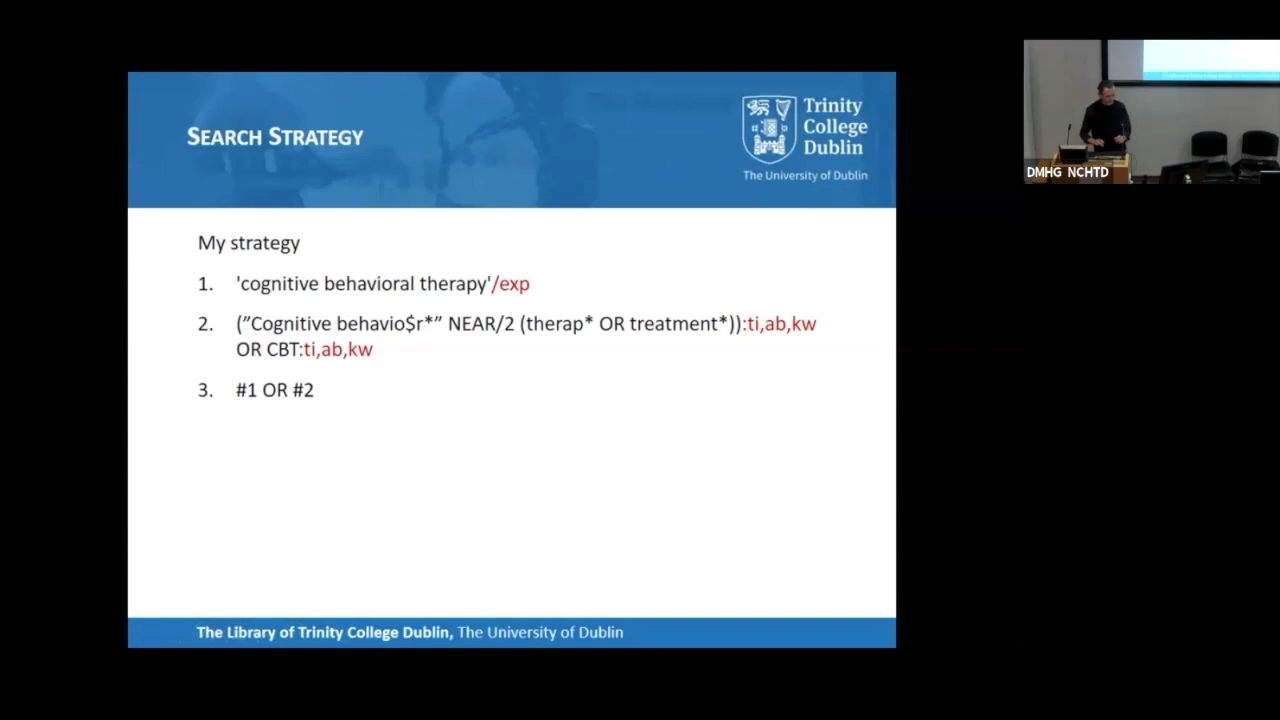 SEARCH STRATEGY
Trinity
College
Dublin
The University of Dublin
My strategy
1. 'cognitive behavioral therapy'/exp
2. (”Cognitive behavio$r*” NEAR/2 (therap* OR treatment*)):ti,ab,kw
OR CBT:ti,ab,kw
3. #1 OR #2
The Library of Trinity College Dublin, The University of Dublin
DMHG NCHTD